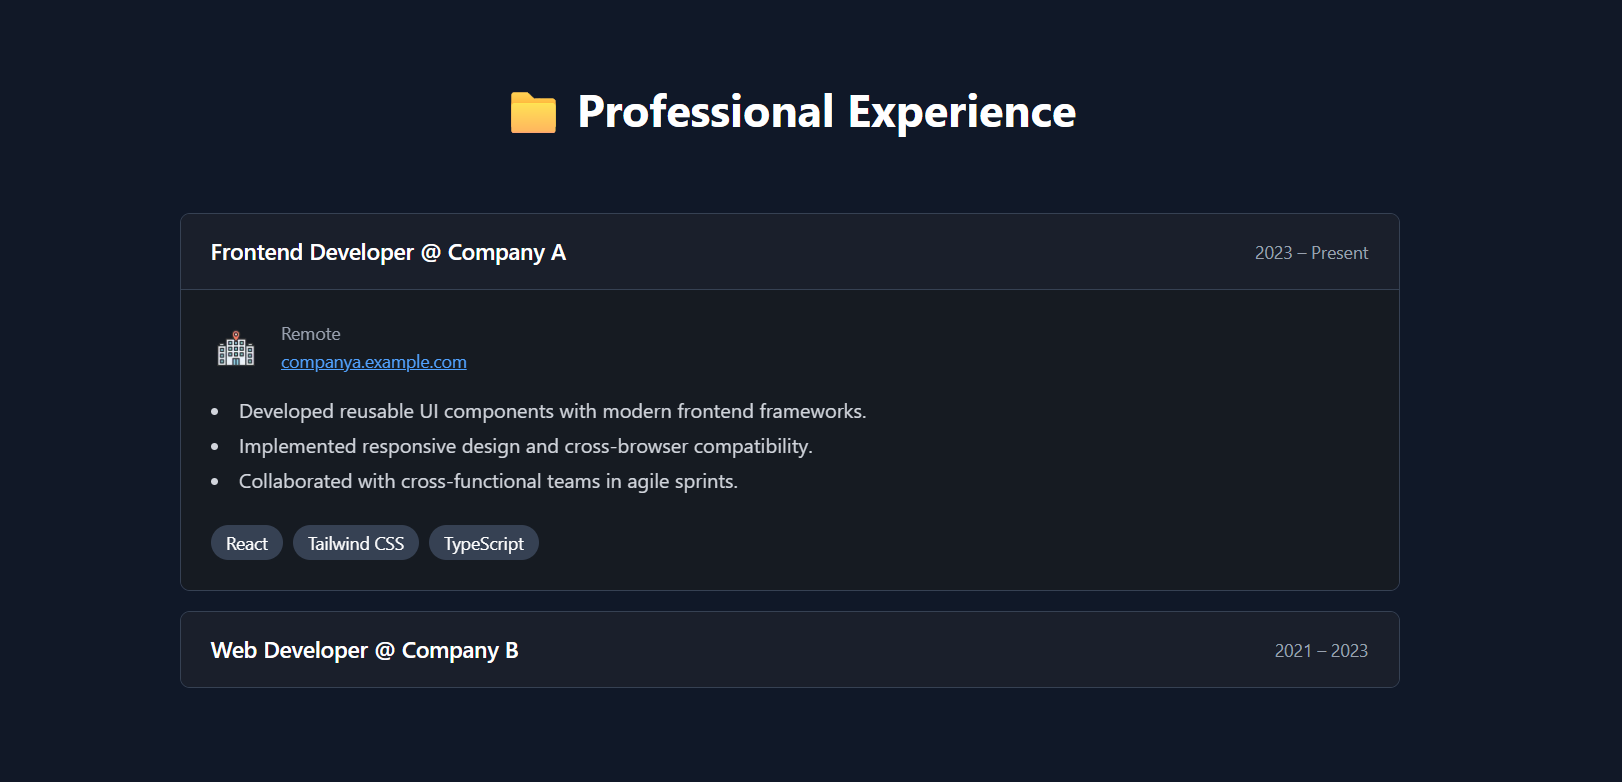 Professional Experience
Frontend Developer @ Company A
2023 – Present
Remote
companya.example.com
• Developed reusable UI components with modern frontend frameworks.
• Implemented responsive design and cross-browser compatibility.
• Collaborated with cross-functional teams in agile sprints.
React Tailwind CSS TypeScript
Web Developer @ Company B
2021 – 2023